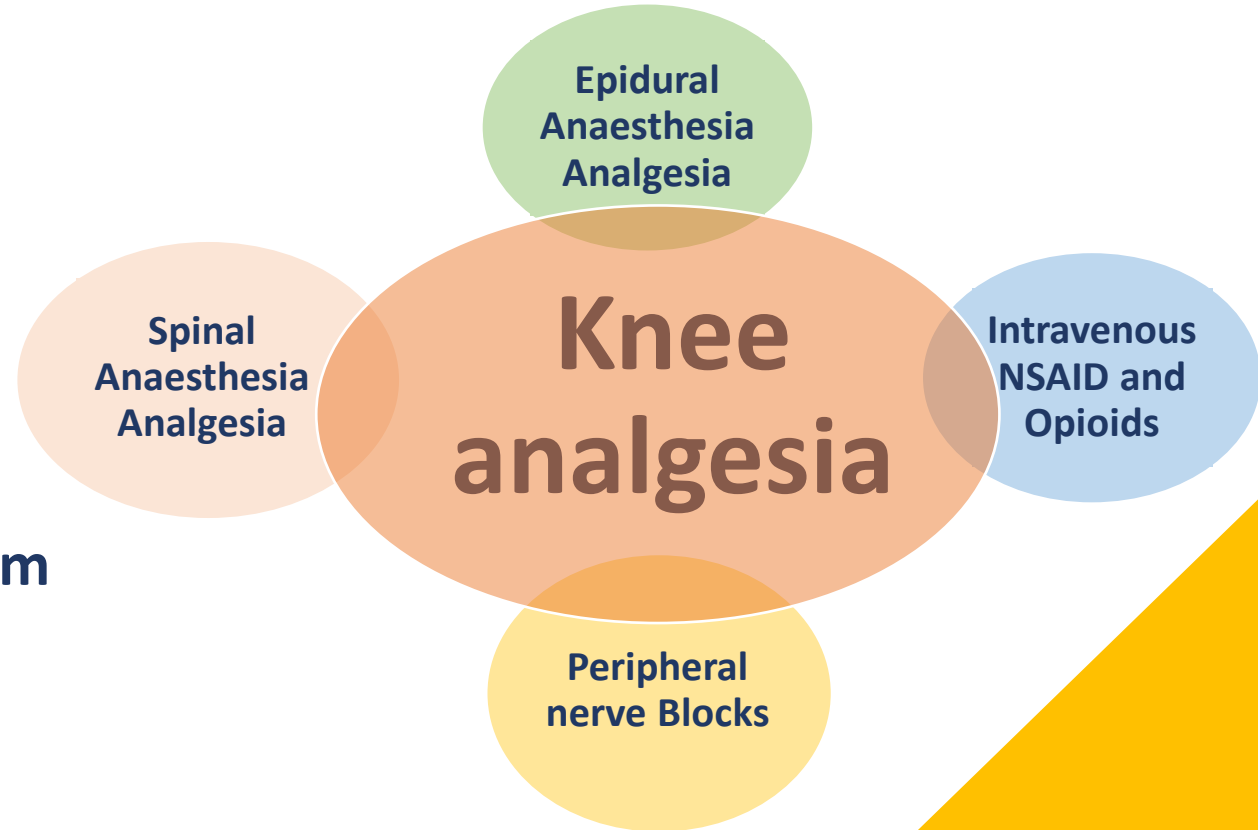 Epidural
Anaesthesia
Analgesia
Spinal
Anaesthesia
Analgesia
Knee
analgesia
Intravenous
NSAID and
Opioids
Peripheral
nerve Blocks